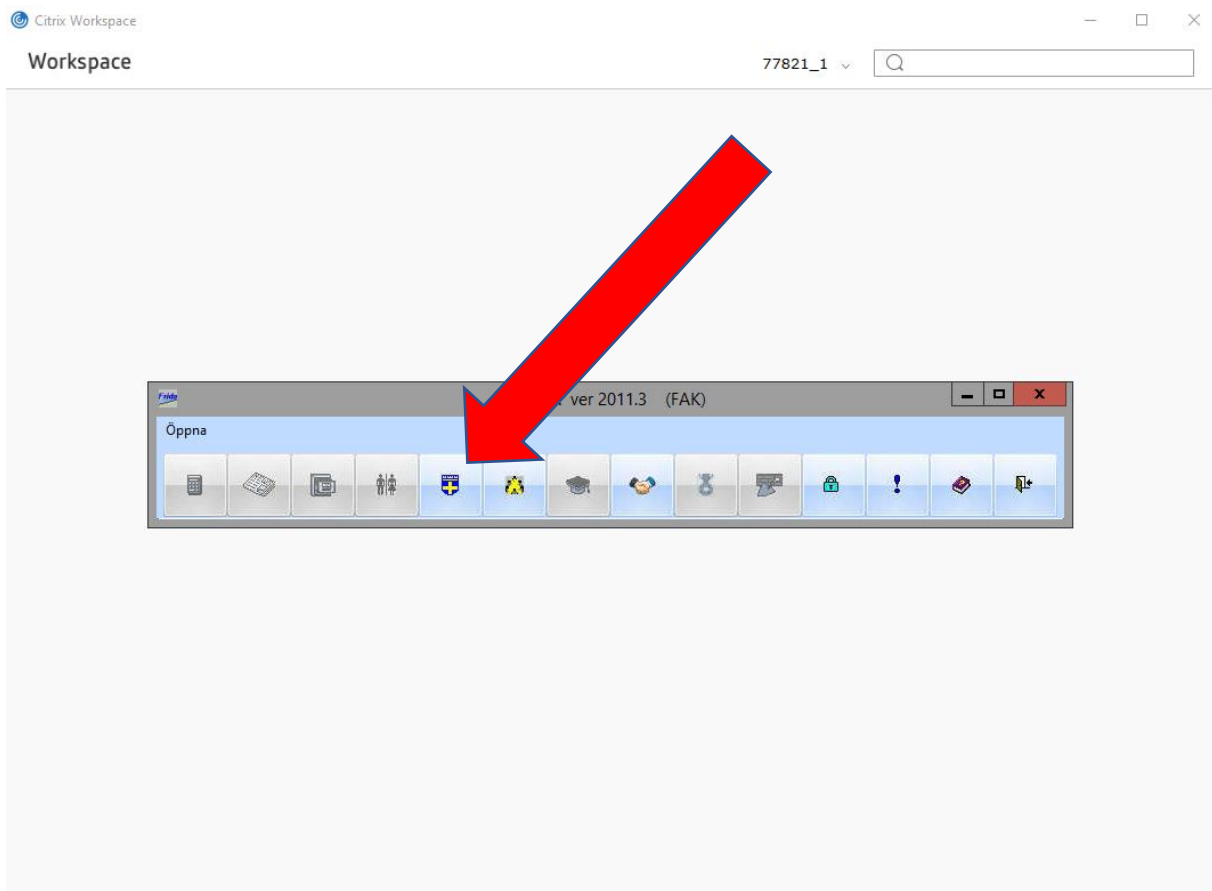 Citrix Workspace
Workspace
77821_1
Frida
ver 2011.3 (FAK)
Öppna